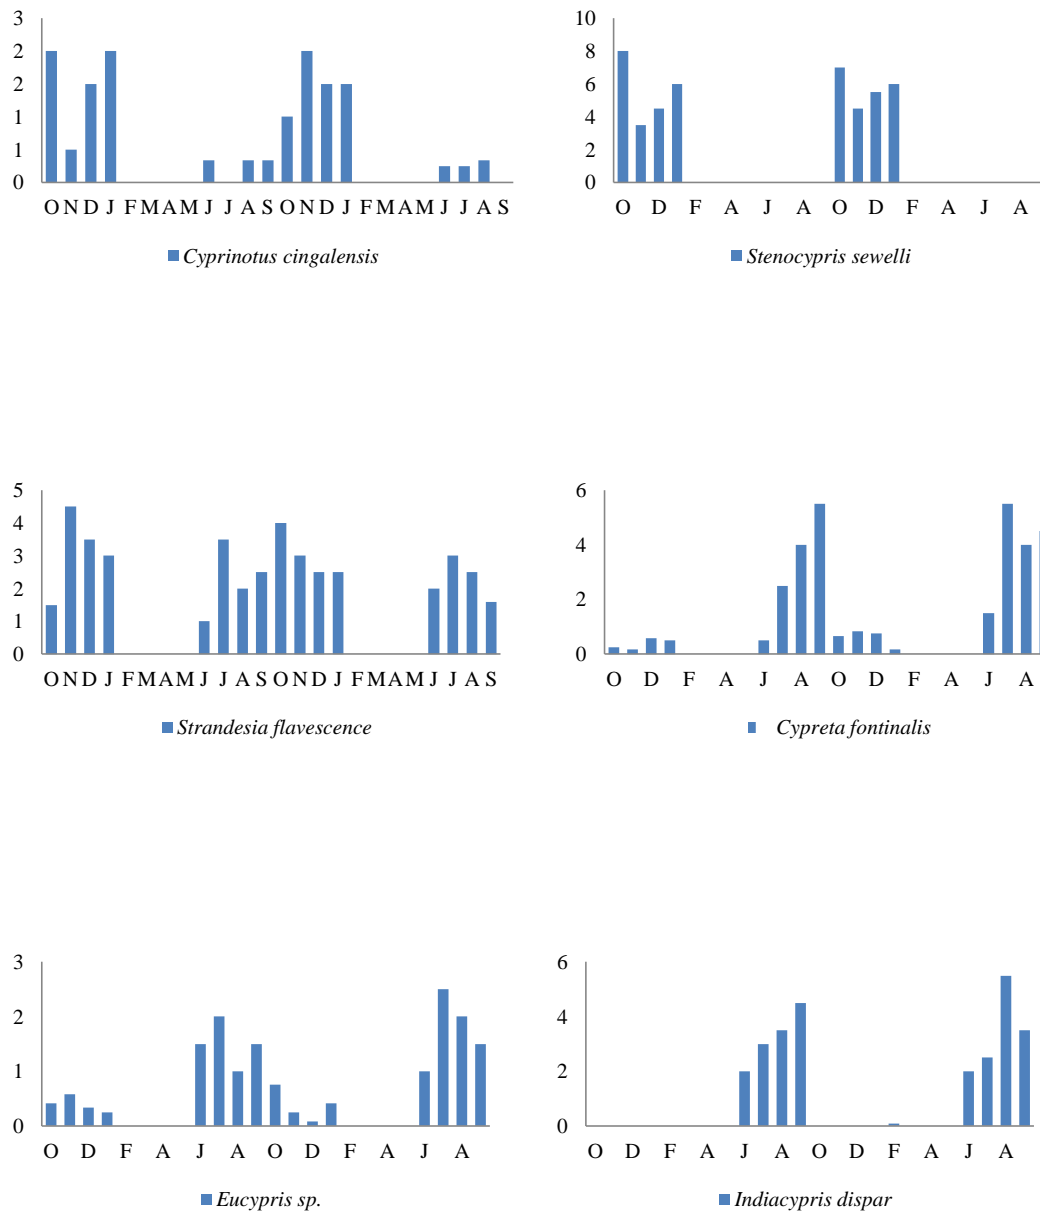 3
2
2
1
1
0
O N D J F M A M J J A S O N D J F M A M J J A S
Cyprinotus cingalensis
10
8
6
4
2
0
O D F A J A O D F A J A
Stenocypris sewelli
5
4
3
2
1
0
O N D J F M A M J J A S O N D J F M A M J J A S
Strandesia flavescence
6
4
2
0
O D F A J A O D F A J A
Cypreta fontinalis
3
2
1
0
O D F A J A O D F A J A
Eucypris sp.
6
4
2
0
O D F A J A O D F A J A
Indiacypris dispar